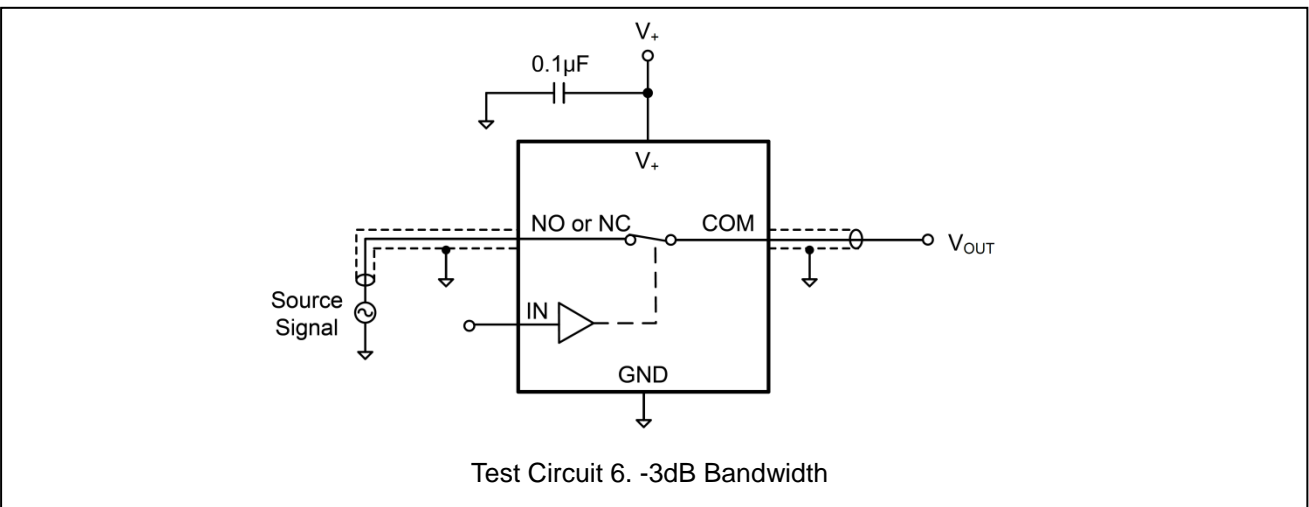 V+
0.1µF
V+
NO or NC
COM
VOUT
Source
Signal
IN
GND
Test Circuit 6. -3dB Bandwidth